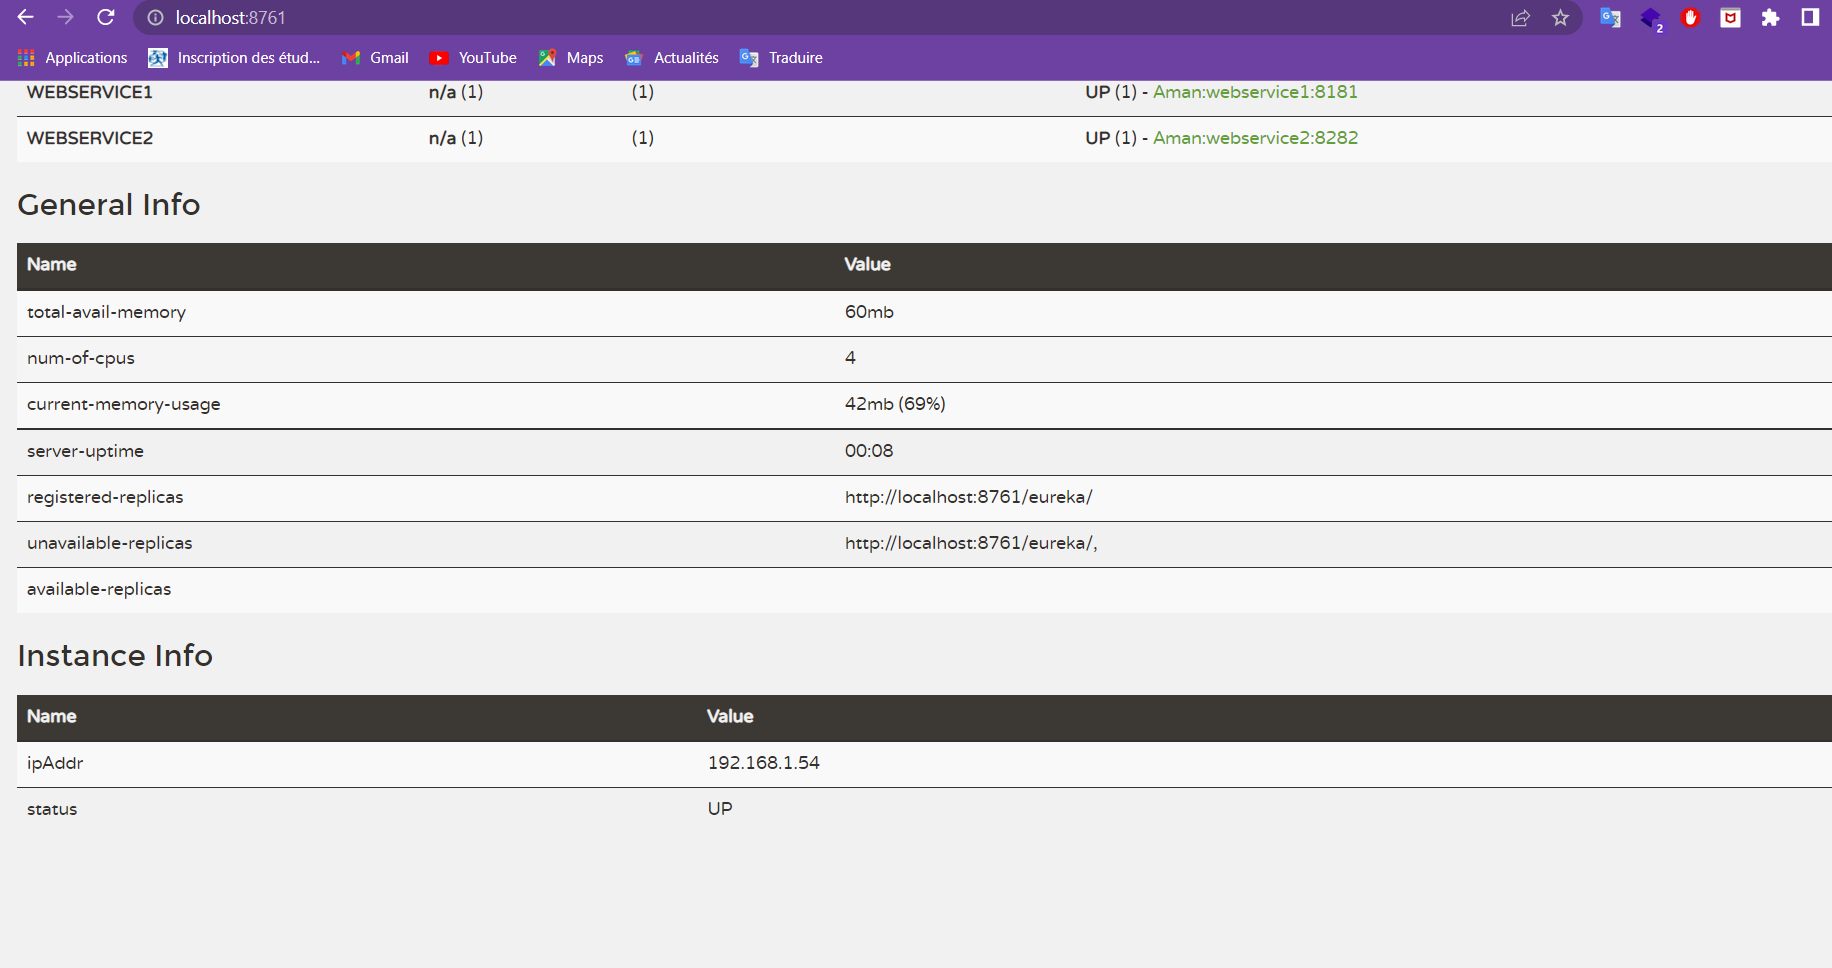 localhost:8761
2
Applications Inscription des étud... Gmail YouTube Maps Actualités Traduire
WEBSERVICE1 n/a (1) (1) UP (1) - Aman:webservice1:8181
WEBSERVICE2 n/a (1) (1) UP (1) - Aman:webservice2:8282
General Info
Name Value
total-avail-memory 60mb
num-of-cpus 4
current-memory-usage 42mb (69%)
server-uptime 00:08
registered-replicas http://localhost:8761/eureka/
unavailable-replicas http://localhost:8761/eureka/,
available-replicas
Instance Info
Name Value
ipAddr 192.168.1.54
status UP